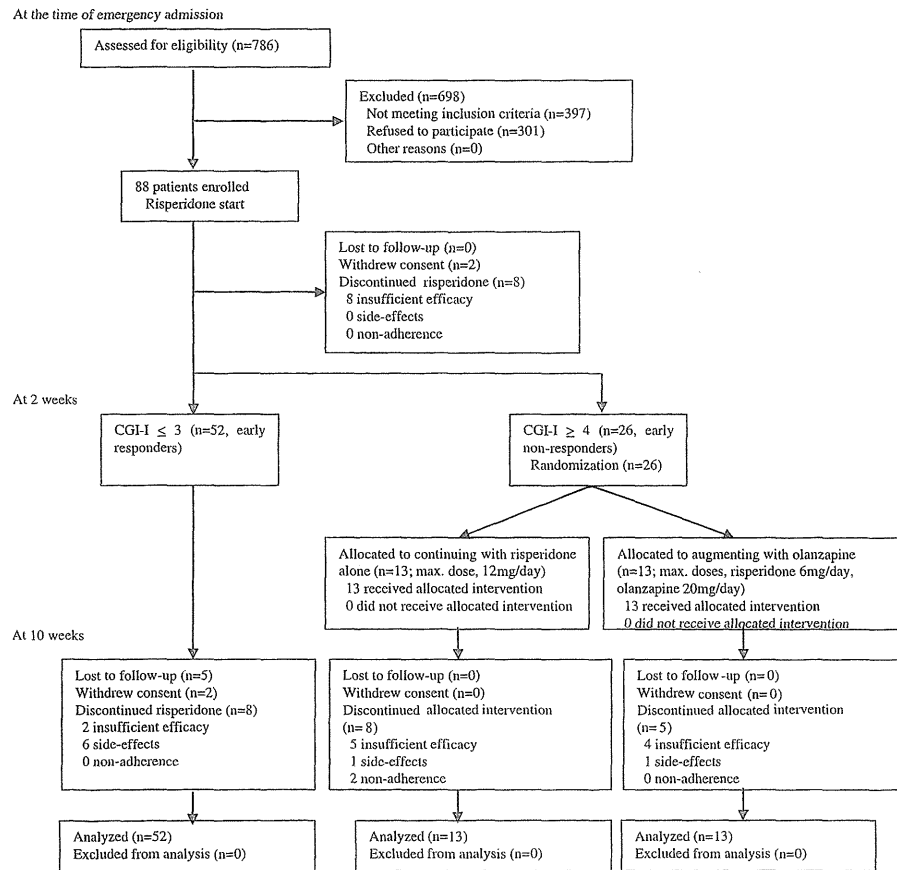 At the time of emergency admission
Assessed for eligibility (n=786)
Excluded (n=698)
Not meeting inclusion criteria (n=397)
Refused to participate (n=301)
Other reasons (n=0)
88 patients enrolled
Risperidone start
Lost to follow-up (n=0)
Withdrew consent (n=2)
Discontinued risperidone (n=8)
8 insufficient efficacy
0 side-effects
0 non-adherence
At 2 weeks
CGI-I ≤ 3 (n=52, early
responders)
CGI-I ≥ 4 (n=26, early
non-responders)
Randomization (n=26)
Allocated to continuing with risperidone
alone (n=13; max. dose, 12mg/day)
13 received allocated intervention
0 did not receive allocated intervention
Allocated to augmenting with olanzapine
(n=13; max. doses, risperidone 6mg/day,
olanzapine 20mg/day)
13 received allocated intervention
0 did not receive allocated intervention
At 10 weeks
Lost to follow-up (n=5)
Withdrew consent (n=2)
Discontinued risperidone (n=8)
2 insufficient efficacy
6 side-effects
0 non-adherence
Lost to follow-up (n=0)
Withdrew consent (n=0)
Discontinued allocated intervention
(n=8)
5 insufficient efficacy
1 side-effects
2 non-adherence
Lost to follow-up (n=0)
Withdrew consent (n=0)
Discontinued allocated intervention
(n=5)
4 insufficient efficacy
1 side-effects
0 non-adherence
Analyzed (n=52)
Excluded from analysis (n=0)
Analyzed (n=13)
Excluded from analysis (n=0)
Analyzed (n=13)
Excluded from analysis (n=0)